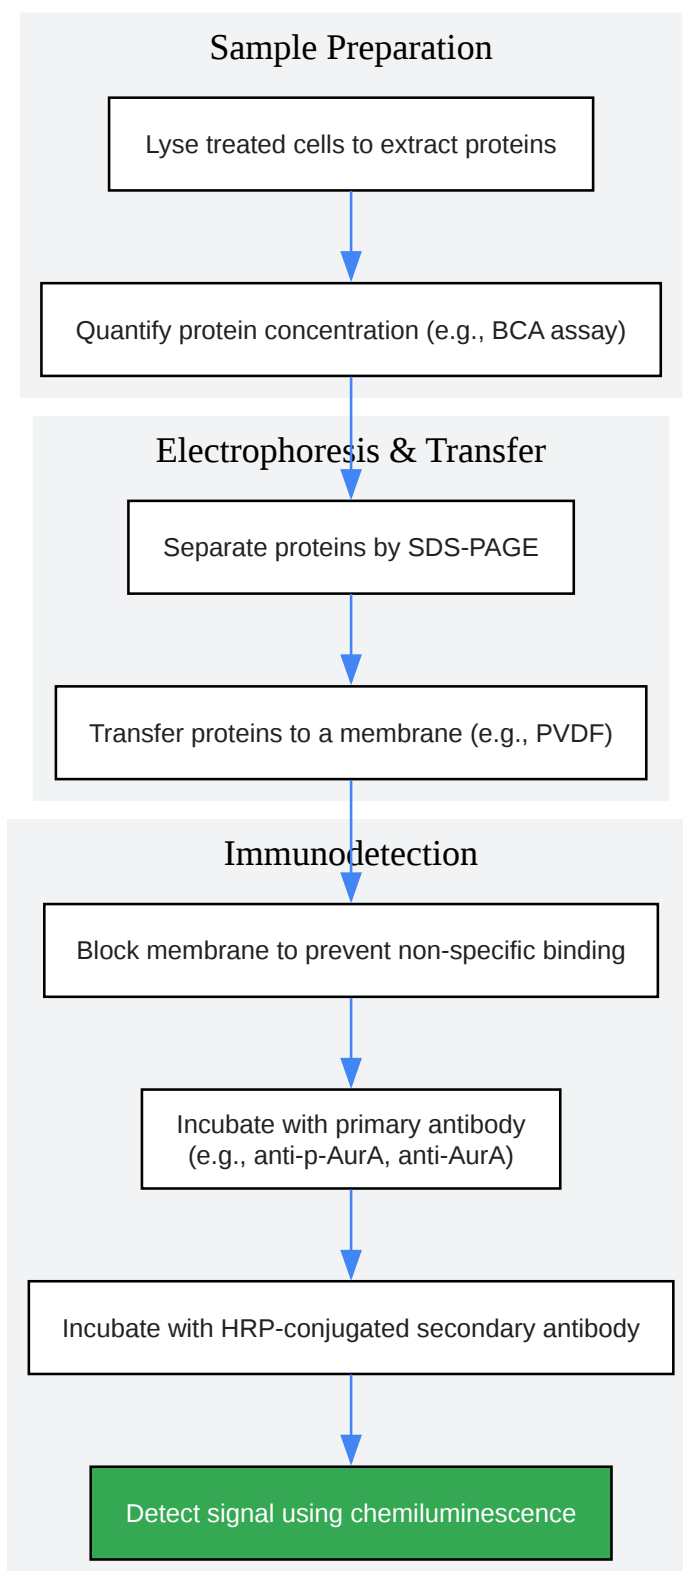 Sample Preparation
Lyse treated cells to extract proteins
Quantify protein concentration (e.g., BCA assay)
Electrophoresis & Transfer
Separate proteins by SDS-PAGE
Transfer proteins to a membrane (e.g., PVDF)
Immunodetection
Block membrane to prevent non-specific binding
Incubate with primary antibody
(e.g., anti-p-AurA, anti-AurA)
Incubate with HRP-conjugated secondary antibody
Detect signal using chemiluminescence